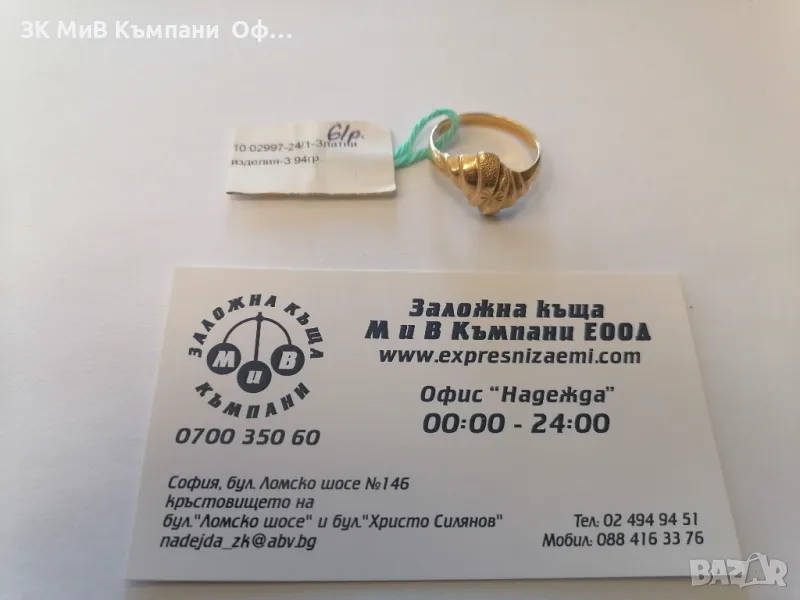 ЗК МиВ Къмпани Оф...
61р.
10.02997-24/1-Златни
изделия-3.94гр.
ЗАЛОЖНА КЪЩА
М и В
КЪМПАНИ
0700 350 60
Заложна къща
М и В Къмпани ЕООД
www.expresnizaemi.com
Офис “Надежда”
00:00 - 24:00
София, бул. Ломско шосе №146
кръстовището на
бул."Ломско шосе" и бул."Христо Силянов"
nadejda_zk@abv.bg
Тел: 02 494 94 51
Мобил: 088 416 33 76
BAZAR